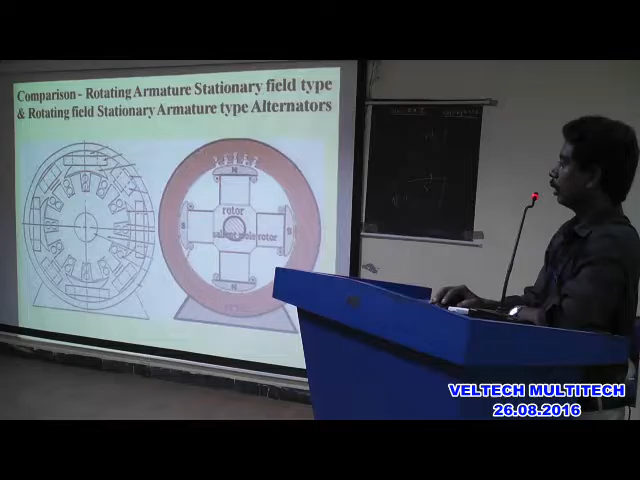 Comparison - Rotating Armature Stationary field type
& Rotating field Stationary Armature type Alternators
N
S
S
N
rotor
salient pole rotor
VELTECH MULTITECH
26.08.2016